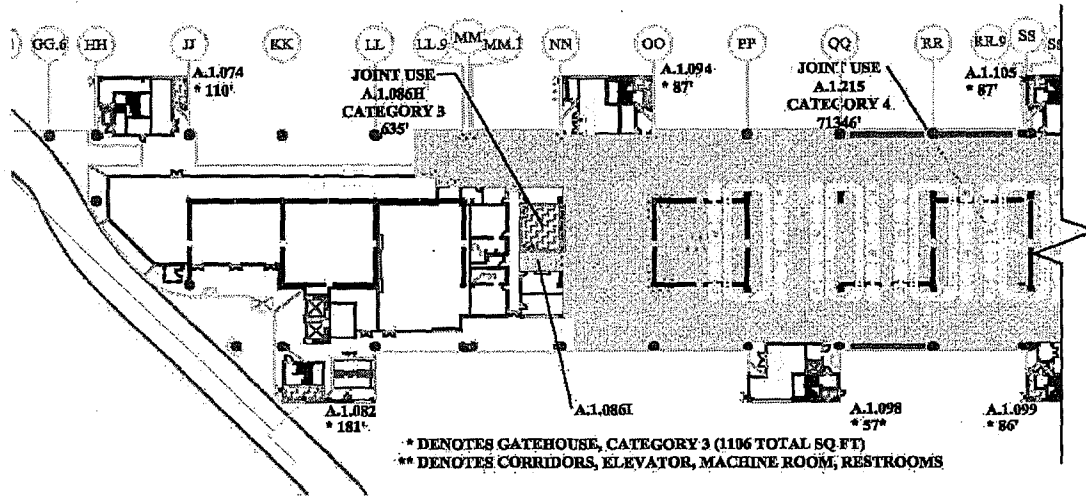 GG.6 HH JJ KK LL LL.9 MM MM.1 NN OO PP QQ RR RR.9 SS
A.1.074
* 110'
JOINT USE
A.1.086H
CATEGORY 3
635'
A.1.094
* 87'
JOINT USE
A.1.215
CATEGORY 4
71346'
A.1.105
* 87'
A.1.082
* 181'
A.1.086I
A.1.098
* 57*
A.1.099
* 86'
* DENOTES GATEHOUSE, CATEGORY 3 (1106 TOTAL SQ FT)
** DENOTES CORRIDORS, ELEVATOR, MACHINE ROOM, RESTROOMS